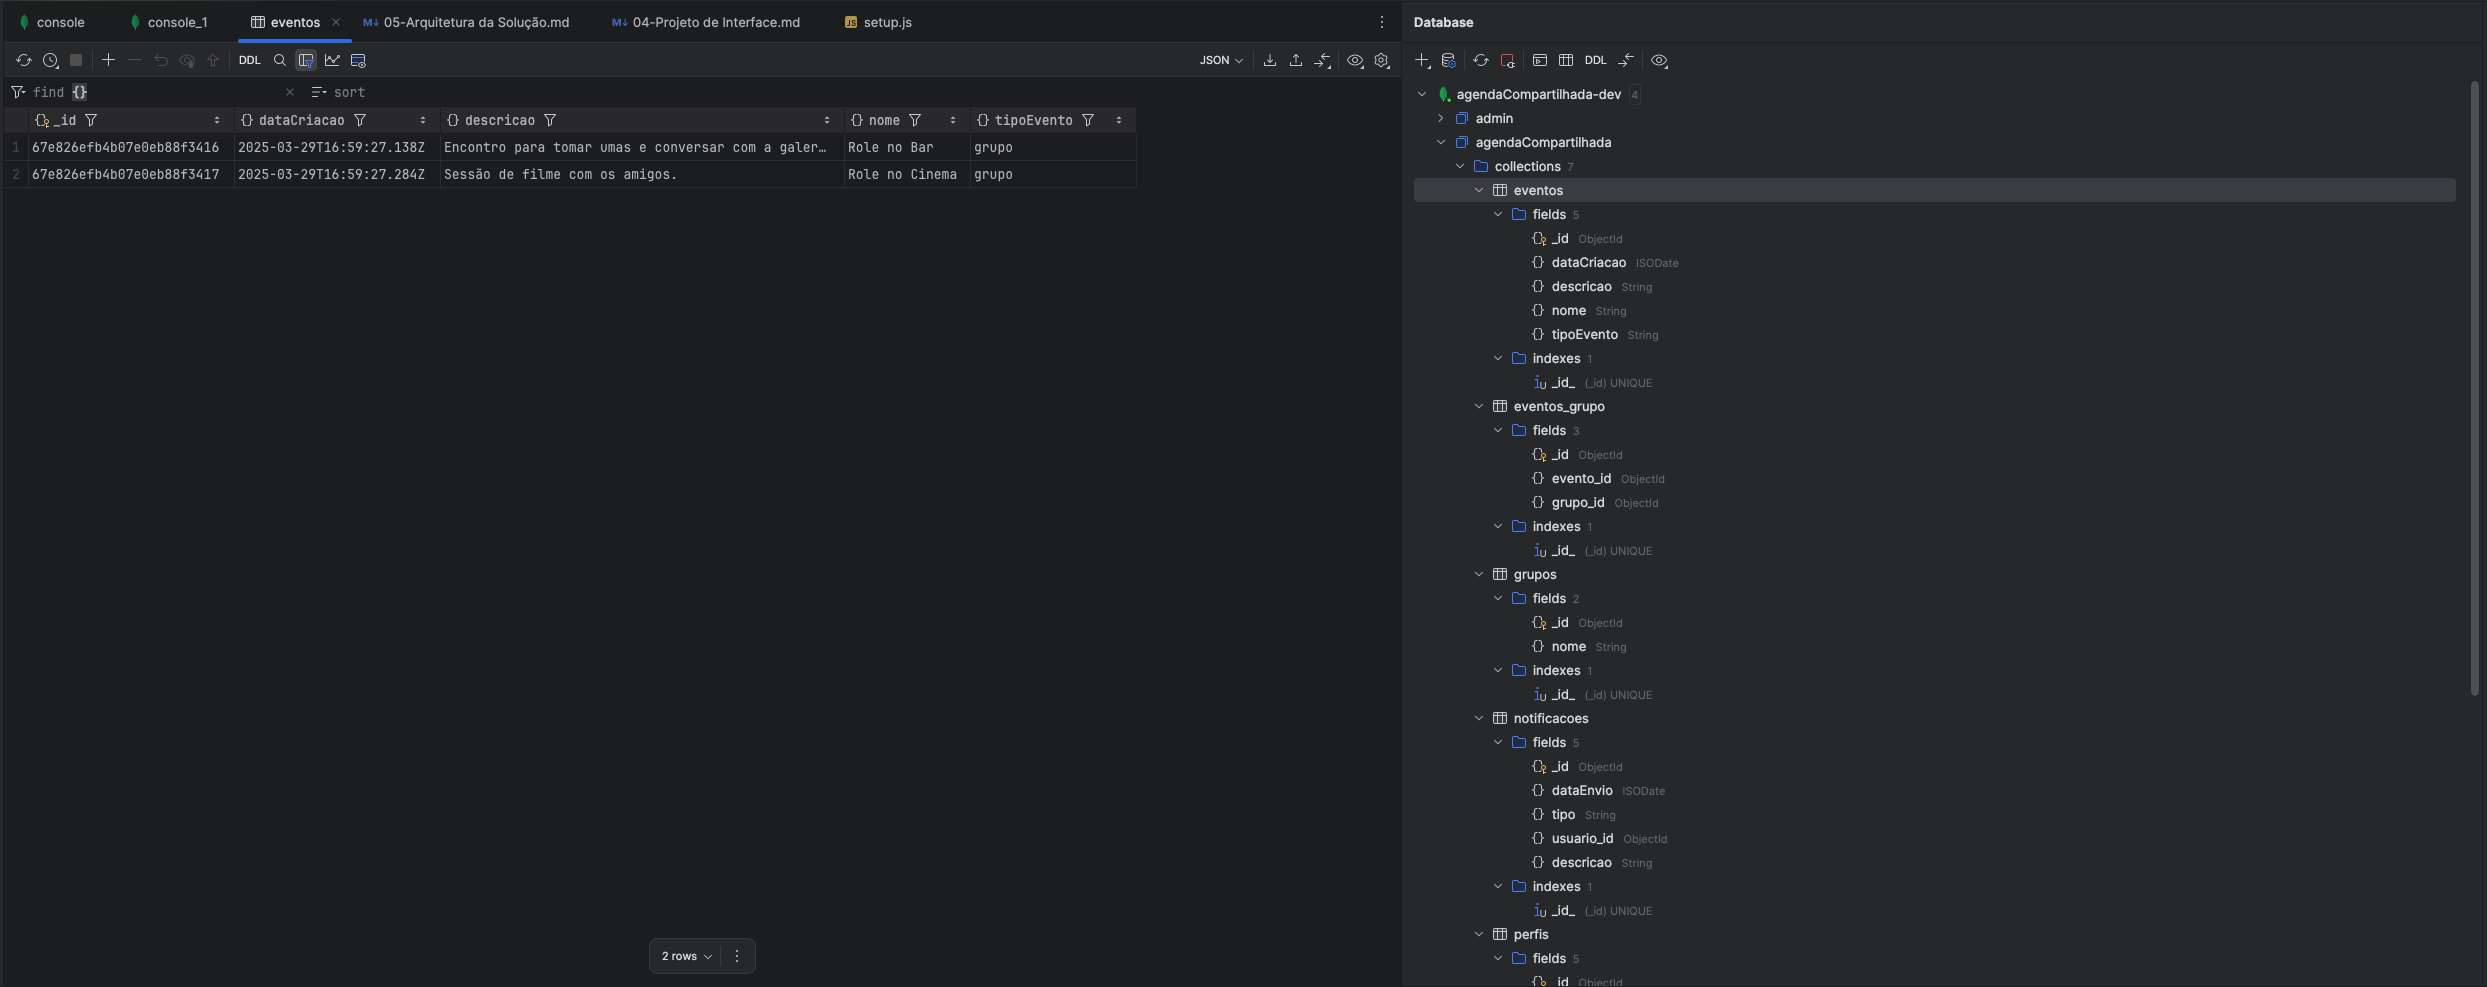 console console_1 eventos 05-Arquitetura da Solução.md 04-Projeto de Interface.md setup.js
DDL JSON
find {} sort
_id dataCriacao descricao nome tipoEvento
1 67e826efb4b07e0eb88f3416 2025-03-29T16:59:27.138Z Encontro para tomar umas e conversar com a galer… Role no Bar grupo
2 67e826efb4b07e0eb88f3417 2025-03-29T16:59:27.284Z Sessão de filme com os amigos. Role no Cinema grupo
2 rows
Database
DDL
agendaCompartilhada-dev 4
admin
agendaCompartilhada
collections 7
eventos
fields 5
_id ObjectId
dataCriacao ISODate
descricao String
nome String
tipoEvento String
indexes 1
_id_ (_id) UNIQUE
eventos_grupo
fields 3
_id ObjectId
evento_id ObjectId
grupo_id ObjectId
indexes 1
_id_ (_id) UNIQUE
grupos
fields 2
_id ObjectId
nome String
indexes 1
_id_ (_id) UNIQUE
notificacoes
fields 5
_id ObjectId
dataEnvio ISODate
tipo String
usuario_id ObjectId
descricao String
indexes 1
_id_ (_id) UNIQUE
perfis
fields 5
_id ObjectId